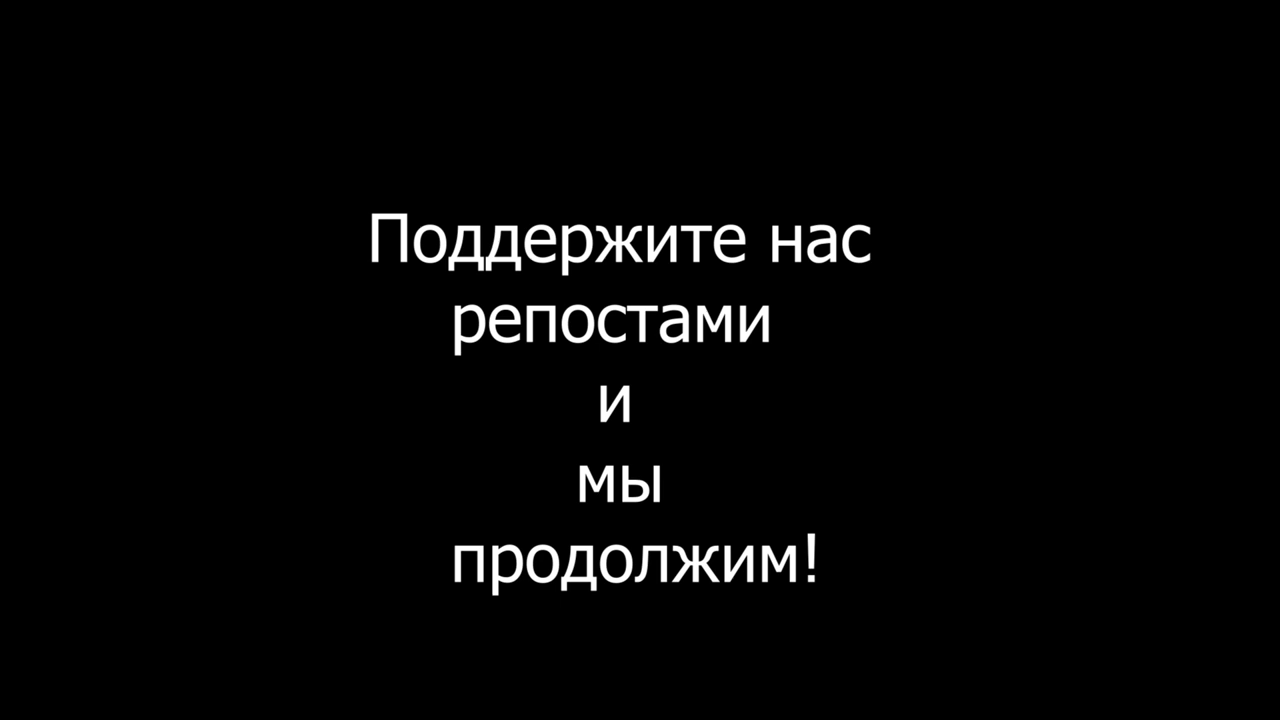 Поддержите нас
репостами
и
мы
продолжим!